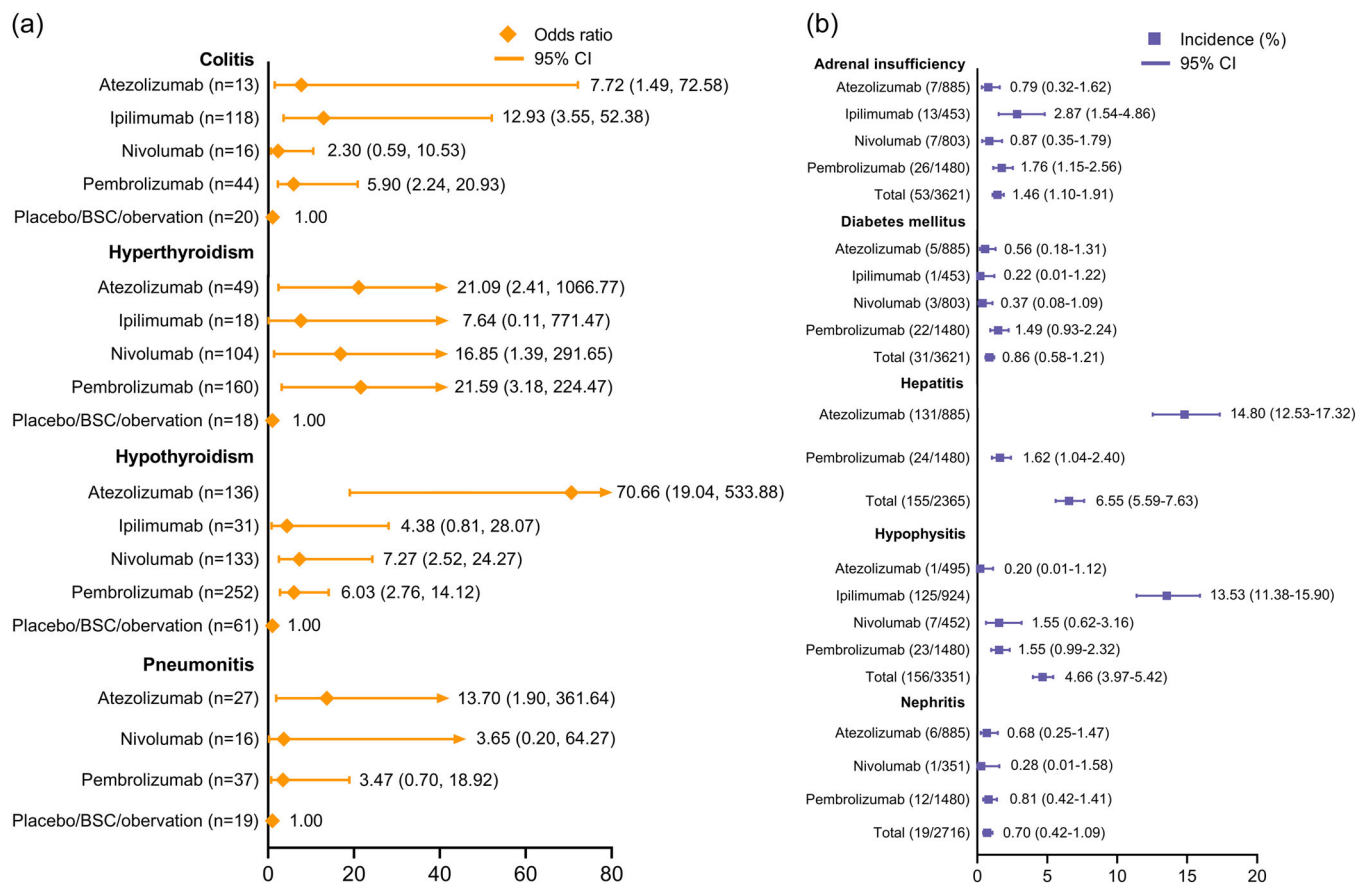 (a)
Odds ratio
95% CI
Colitis
Atezolizumab (n=13) 7.72 (1.49, 72.58)
Ipilimumab (n=118) 12.93 (3.55, 52.38)
Nivolumab (n=16) 2.30 (0.59, 10.53)
Pembrolizumab (n=44) 5.90 (2.24, 20.93)
Placebo/BSC/obervation (n=20) 1.00
Hyperthyroidism
Atezolizumab (n=49) 21.09 (2.41, 1066.77)
Ipilimumab (n=18) 7.64 (0.11, 771.47)
Nivolumab (n=104) 16.85 (1.39, 291.65)
Pembrolizumab (n=160) 21.59 (3.18, 224.47)
Placebo/BSC/obervation (n=18) 1.00
Hypothyroidism
Atezolizumab (n=136) 70.66 (19.04, 533.88)
Ipilimumab (n=31) 4.38 (0.81, 28.07)
Nivolumab (n=133) 7.27 (2.52, 24.27)
Pembrolizumab (n=252) 6.03 (2.76, 14.12)
Placebo/BSC/obervation (n=61) 1.00
Pneumonitis
Atezolizumab (n=27) 13.70 (1.90, 361.64)
Nivolumab (n=16) 3.65 (0.20, 64.27)
Pembrolizumab (n=37) 3.47 (0.70, 18.92)
Placebo/BSC/obervation (n=19) 1.00
0 20 40 60 80
(b)
Incidence (%)
95% CI
Adrenal insufficiency
Atezolizumab (7/885) 0.79 (0.32-1.62)
Ipilimumab (13/453) 2.87 (1.54-4.86)
Nivolumab (7/803) 0.87 (0.35-1.79)
Pembrolizumab (26/1480) 1.76 (1.15-2.56)
Total (53/3621) 1.46 (1.10-1.91)
Diabetes mellitus
Atezolizumab (5/885) 0.56 (0.18-1.31)
Ipilimumab (1/453) 0.22 (0.01-1.22)
Nivolumab (3/803) 0.37 (0.08-1.09)
Pembrolizumab (22/1480) 1.49 (0.93-2.24)
Total (31/3621) 0.86 (0.58-1.21)
Hepatitis
Atezolizumab (131/885) 14.80 (12.53-17.32)
Pembrolizumab (24/1480) 1.62 (1.04-2.40)
Total (155/2365) 6.55 (5.59-7.63)
Hypophysitis
Atezolizumab (1/495) 0.20 (0.01-1.12)
Ipilimumab (125/924) 13.53 (11.38-15.90)
Nivolumab (7/452) 1.55 (0.62-3.16)
Pembrolizumab (23/1480) 1.55 (0.99-2.32)
Total (156/3351) 4.66 (3.97-5.42)
Nephritis
Atezolizumab (6/885) 0.68 (0.25-1.47)
Nivolumab (1/351) 0.28 (0.01-1.58)
Pembrolizumab (12/1480) 0.81 (0.42-1.41)
Total (19/2716) 0.70 (0.42-1.09)
0 5 10 15 20